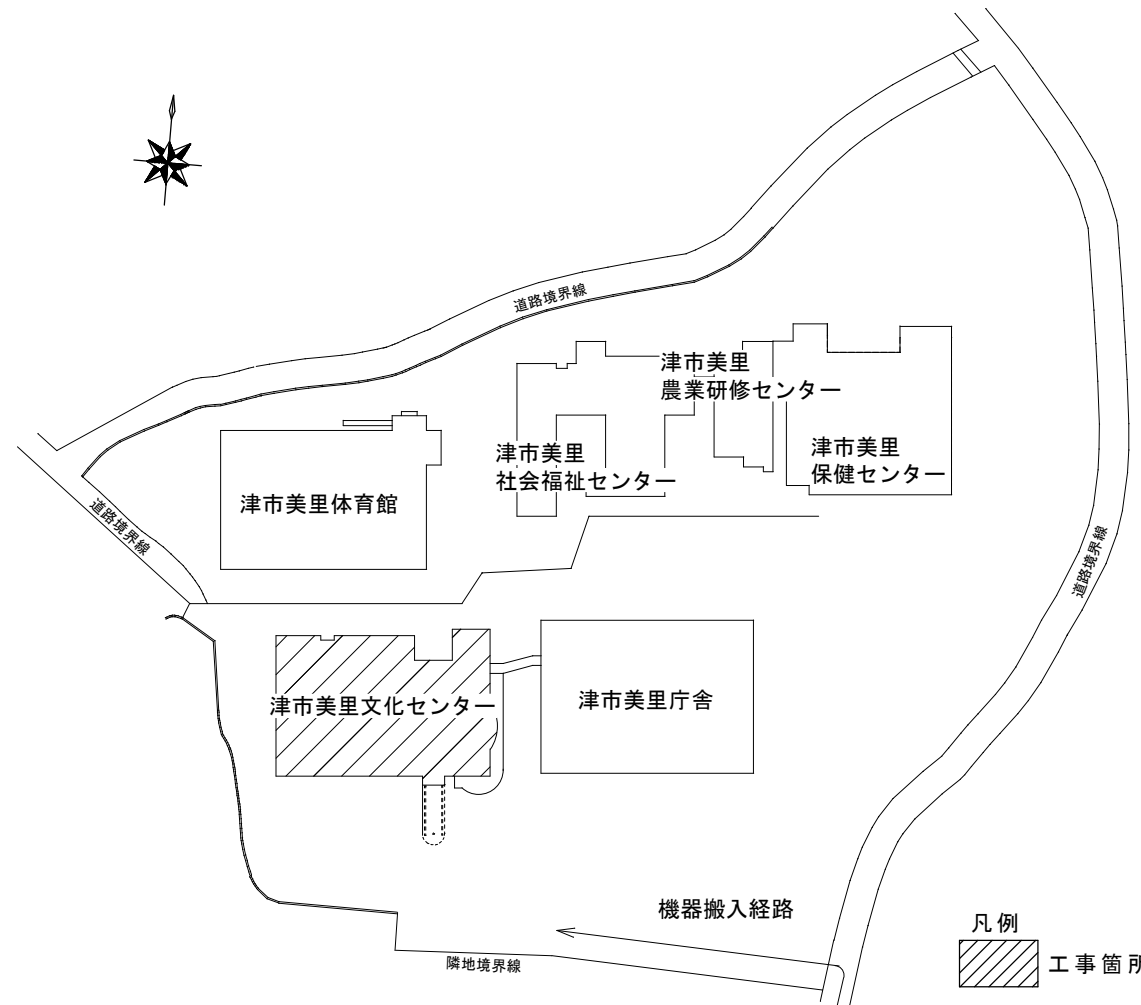 道路境界線
津市美里
農業研修センター
津市美里
社会福祉センター
津市美里
保健センター
津市美里体育館
道路境界線
道路境界線
津市美里文化センター
津市美里庁舎
機器搬入経路
隣地境界線
凡例
工事箇所